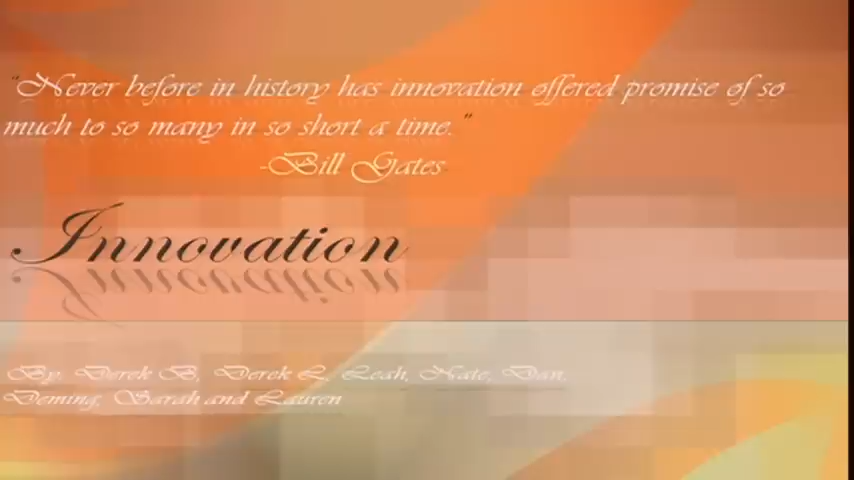 "Never before in history has innovation offered promise of so
much to so many in so short a time."
-Bill Gates
Innovation
By: Derek B, Derek L, Leah, Nate, Dan,
Deming, Sarah and Lauren